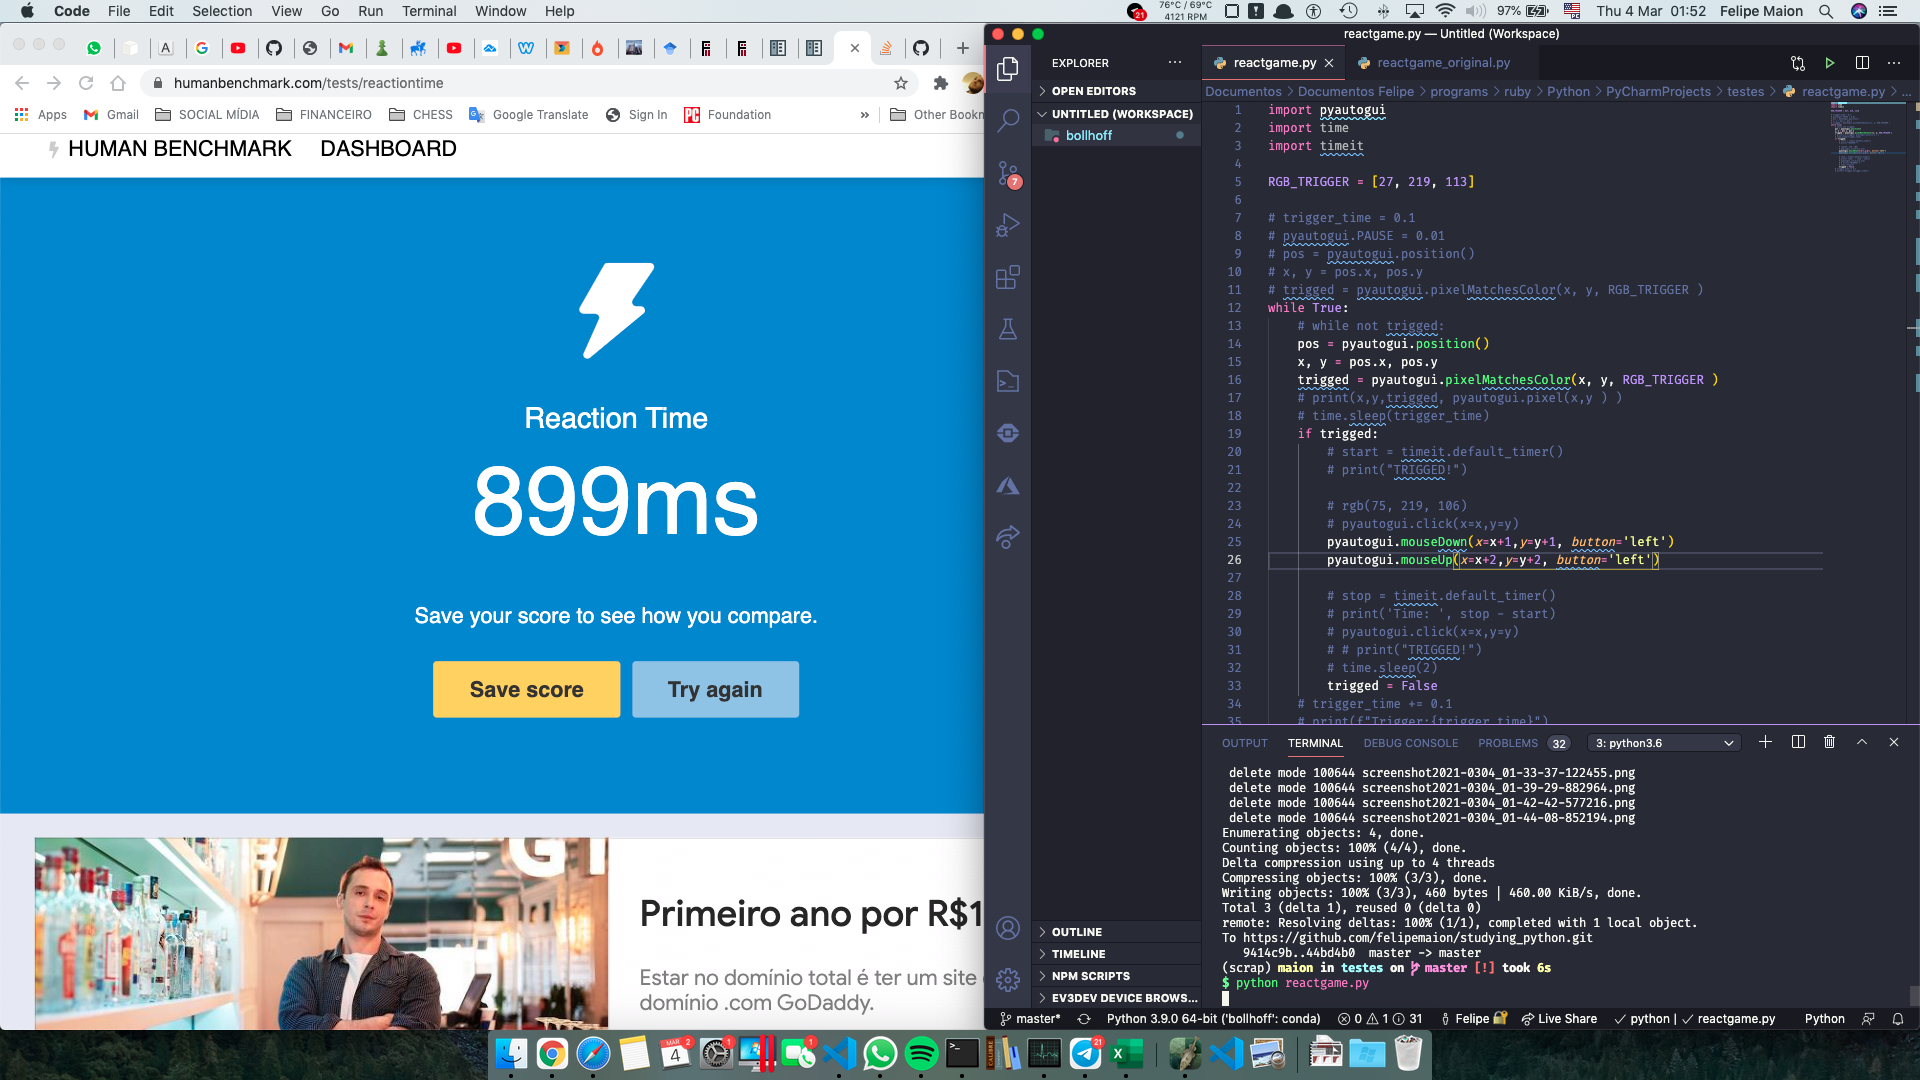 Code File Edit Selection View Go Run Terminal Window Help
21
76°C / 69°C
4121 RPM
97%
Thu 4 Mar 01:52 Felipe Maion
humanbenchmark.com/tests/reactiontime
Apps Gmail SOCIAL MÍDIA FINANCEIRO CHESS Google Translate Sign In Foundation » Other Bookn
HUMAN BENCHMARK DASHBOARD
Reaction Time
899ms
Save your score to see how you compare.
Save score Try again
Primeiro ano por R$1
Estar no domínio total é ter um site
domínio .com GoDaddy.
reactgame.py — Untitled (Workspace)
EXPLORER ...
OPEN EDITORS
UNTITLED (WORKSPACE)
bollhoff
7
OUTLINE
TIMELINE
NPM SCRIPTS
EV3DEV DEVICE BROWS...
reactgame.py reactgame_original.py
Documentos > Documentos Felipe > programs > ruby > Python > PyCharmProjects > testes > reactgame.py > ...
1 import pyautogui
2 import time
3 import timeit
4
5 RGB_TRIGGER = [27, 219, 113]
6
7 # trigger_time = 0.1
8 # pyautogui.PAUSE = 0.01
9 # pos = pyautogui.position()
10 # x, y = pos.x, pos.y
11 # trigged = pyautogui.pixelMatchesColor(x, y, RGB_TRIGGER )
12 while True:
13 # while not trigged:
14 pos = pyautogui.position()
15 x, y = pos.x, pos.y
16 trigged = pyautogui.pixelMatchesColor(x, y, RGB_TRIGGER )
17 # print(x,y,trigged, pyautogui.pixel(x,y ) )
18 # time.sleep(trigger_time)
19 if trigged:
20 # start = timeit.default_timer()
21 # print("TRIGGED!")
22
23 # rgb(75, 219, 106)
24 # pyautogui.click(x=x,y=y)
25 pyautogui.mouseDown(x=x+1,y=y+1, button='left')
26 pyautogui.mouseUp(x=x+2,y=y+2, button='left')
27
28 # stop = timeit.default_timer()
29 # print('Time: ', stop - start)
30 # pyautogui.click(x=x,y=y)
31 # # print("TRIGGED!")
32 # time.sleep(2)
33 trigged = False
34 # trigger_time += 0.1
35 # print(f"Trigger:{trigger_time}")
OUTPUT TERMINAL DEBUG CONSOLE PROBLEMS 32 3: python3.6
delete mode 100644 screenshot2021-0304_01-33-37-122455.png
delete mode 100644 screenshot2021-0304_01-39-29-882964.png
delete mode 100644 screenshot2021-0304_01-42-42-577216.png
delete mode 100644 screenshot2021-0304_01-44-08-852194.png
Enumerating objects: 4, done.
Counting objects: 100% (4/4), done.
Delta compression using up to 4 threads
Compressing objects: 100% (3/3), done.
Writing objects: 100% (3/3), 460 bytes | 460.00 KiB/s, done.
Total 3 (delta 1), reused 0 (delta 0)
remote: Resolving deltas: 100% (1/1), completed with 1 local object.
To https://github.com/felipemaion/studying_python.git
9414c9b..44bd4b0 master -> master
(scrap) maion in testes on master [!] took 6s
$ python reactgame.py
master* Python 3.9.0 64-bit ('bollhoff': conda) 0 1 31 Felipe Live Share python | reactgame.py Python